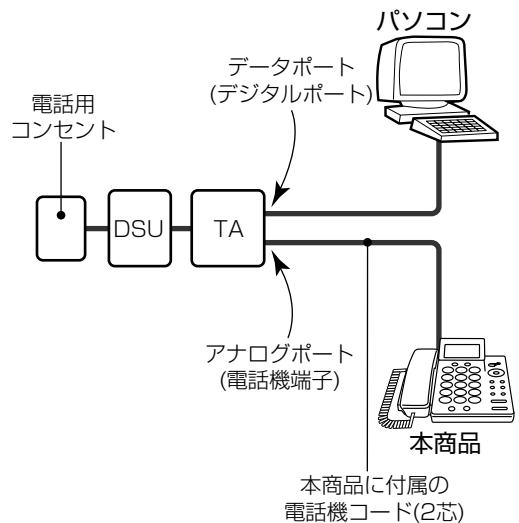 パソコン
データポート
(デジタルポート)
電話用
コンセント
DSU
TA
アナログポート
(電話機端子)
本商品
本商品に付属の
電話機コード(2芯)